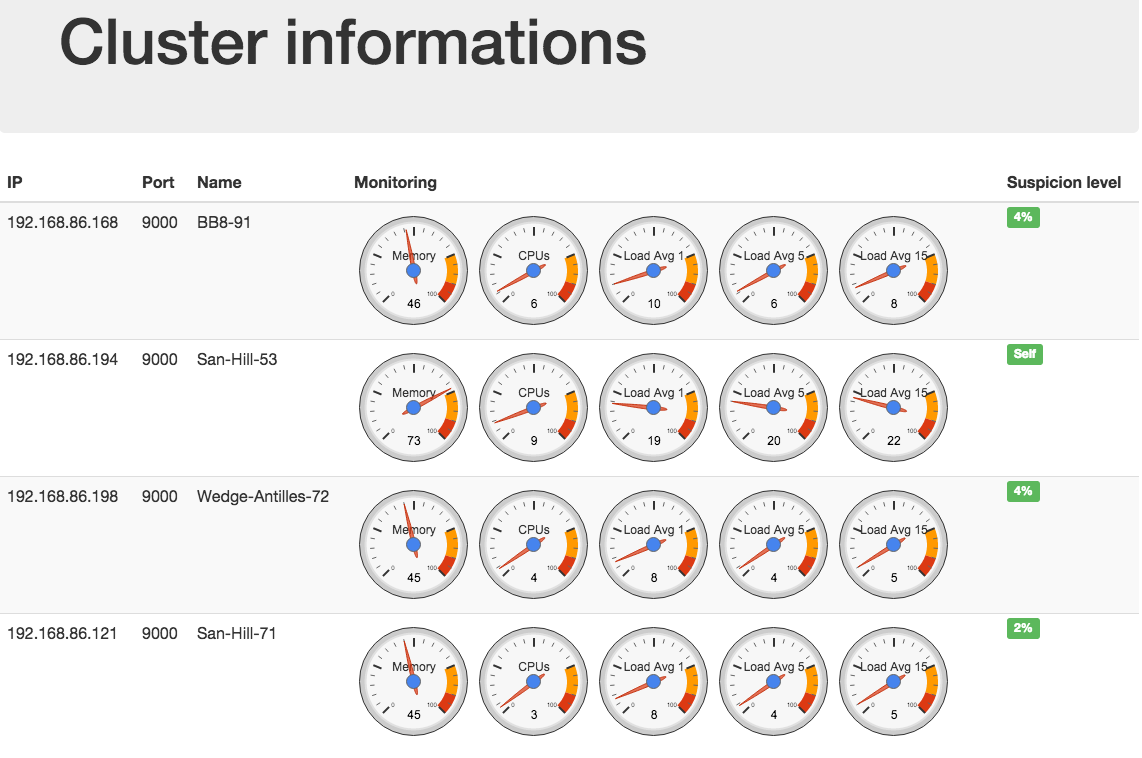 Cluster informations
IP Port Name Monitoring Suspicion level
192.168.86.168 9000 BB8-91 4%
Memory CPUs Load Avg 1 Load Avg 5 Load Avg 15
0 100 0 100 0 100 0 100 0 100
46 6 10 6 8
192.168.86.194 9000 San-Hill-53 Self
Memory CPUs Load Avg 1 Load Avg 5 Load Avg 15
0 100 0 100 0 100 0 100 0 100
73 9 19 20 22
192.168.86.198 9000 Wedge-Antilles-72 4%
Memory CPUs Load Avg 1 Load Avg 5 Load Avg 15
0 100 0 100 0 100 0 100 0 100
45 4 8 4 5
192.168.86.121 9000 San-Hill-71 2%
Memory CPUs Load Avg 1 Load Avg 5 Load Avg 15
0 100 0 100 0 100 0 100 0 100
45 3 8 4 5